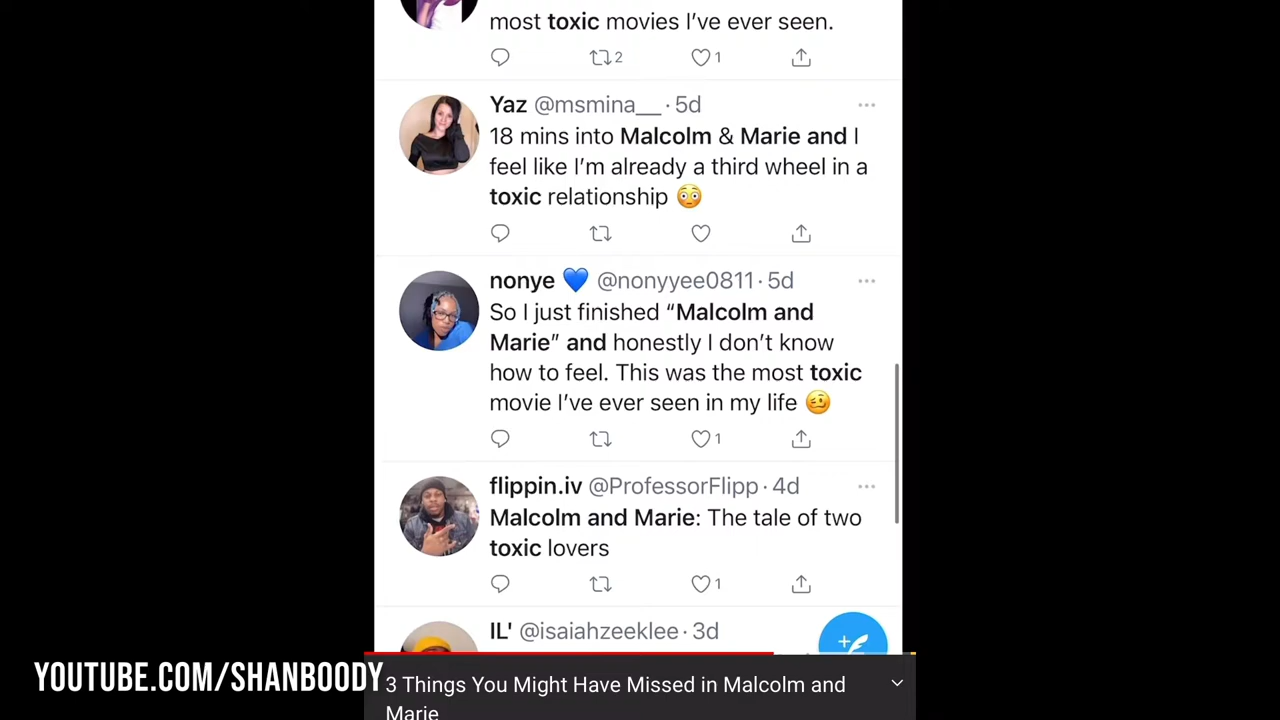 most toxic movies I've ever seen.
2 1
Yaz @msmina__ · 5d
18 mins into Malcolm & Marie and I
feel like I'm already a third wheel in a
toxic relationship 😳
nonye 💙 @nonyyee0811 · 5d
So I just finished “Malcolm and
Marie” and honestly I don't know
how to feel. This was the most toxic
movie I've ever seen in my life 🥴
1
flippin.iv @ProfessorFlipp · 4d
Malcolm and Marie: The tale of two
toxic lovers
1
IL' @isaiahzeeklee · 3d
YOUTUBE.COM/SHANBOODY
3 Things You Might Have Missed in Malcolm and
Marie